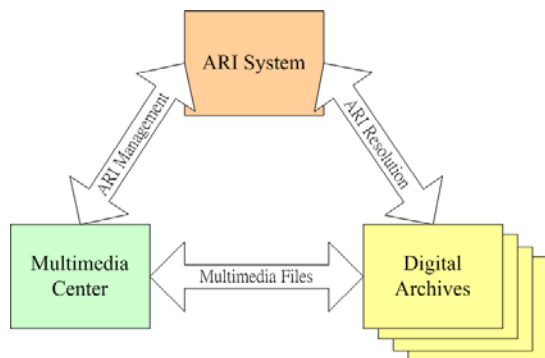 ARI System
ARI Management
ARI Resolution
Multimedia
Center
Multimedia Files
Digital
Archives